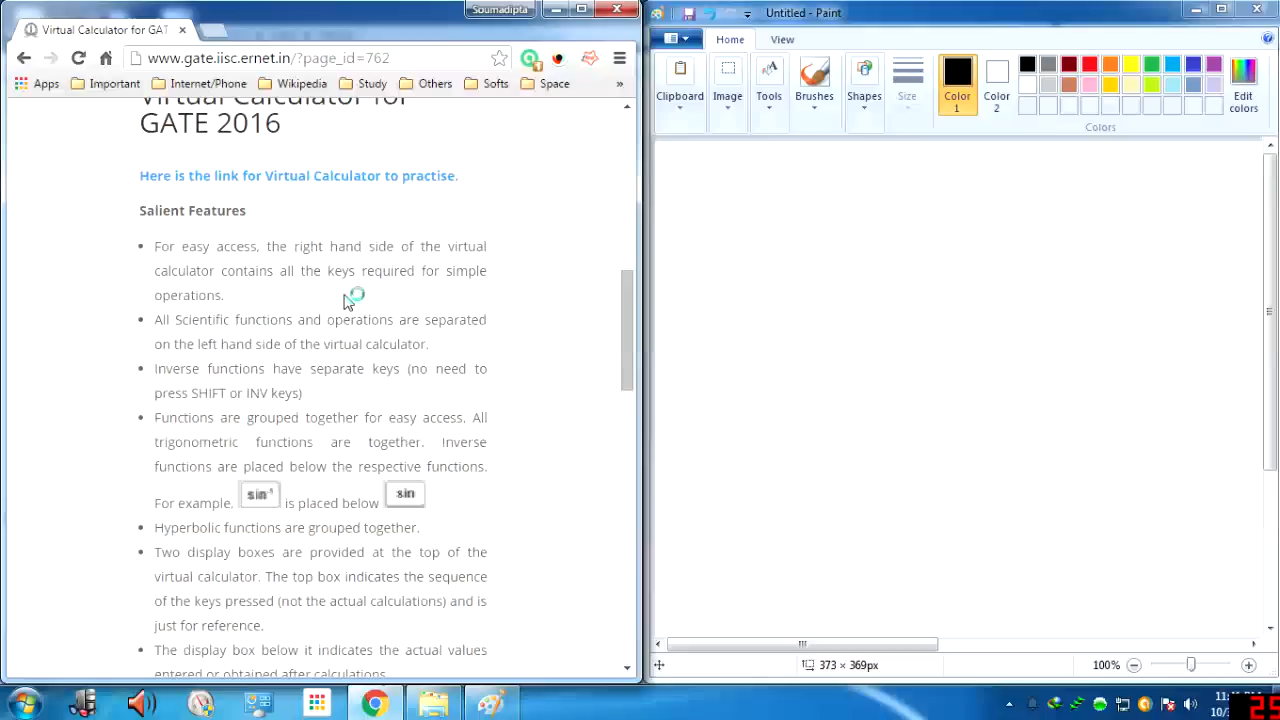 Soumadipta
Virtual Calculator for GAT
www.gate.iisc.ernet.in/?page_id=762
Apps Important Internet/Phone Wikipedia Study Others Softs Space »
Virtual Calculator for
GATE 2016
Here is the link for Virtual Calculator to practise.
Salient Features
For easy access, the right hand side of the virtual
calculator contains all the keys required for simple
operations.
All Scientific functions and operations are separated
on the left hand side of the virtual calculator.
Inverse functions have separate keys (no need to
press SHIFT or INV keys)
Functions are grouped together for easy access. All
trigonometric functions are together. Inverse
functions are placed below the respective functions.
For example, sin⁻¹ is placed below sin
Hyperbolic functions are grouped together.
Two display boxes are provided at the top of the
virtual calculator. The top box indicates the sequence
of the keys pressed (not the actual calculations) and is
just for reference.
The display box below it indicates the actual values
entered or obtained after calculations.
Untitled - Paint
Home View
Clipboard Image Tools Brushes Shapes Size Color 1 Color 2 Edit colors
Colors
373 × 369px 100%
25